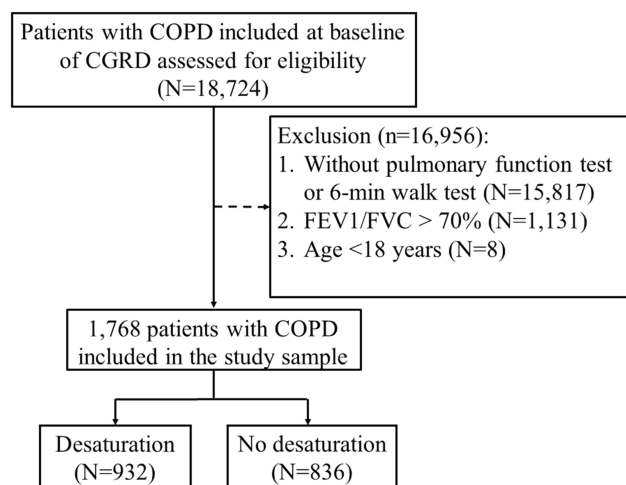 Patients with COPD included at baseline
of CGRD assessed for eligibility
(N=18,724)
Exclusion (n=16,956):
1. Without pulmonary function test
or 6-min walk test (N=15,817)
2. FEV1/FVC > 70% (N=1,131)
3. Age <18 years (N=8)
1,768 patients with COPD
included in the study sample
Desaturation
(N=932)
No desaturation
(N=836)